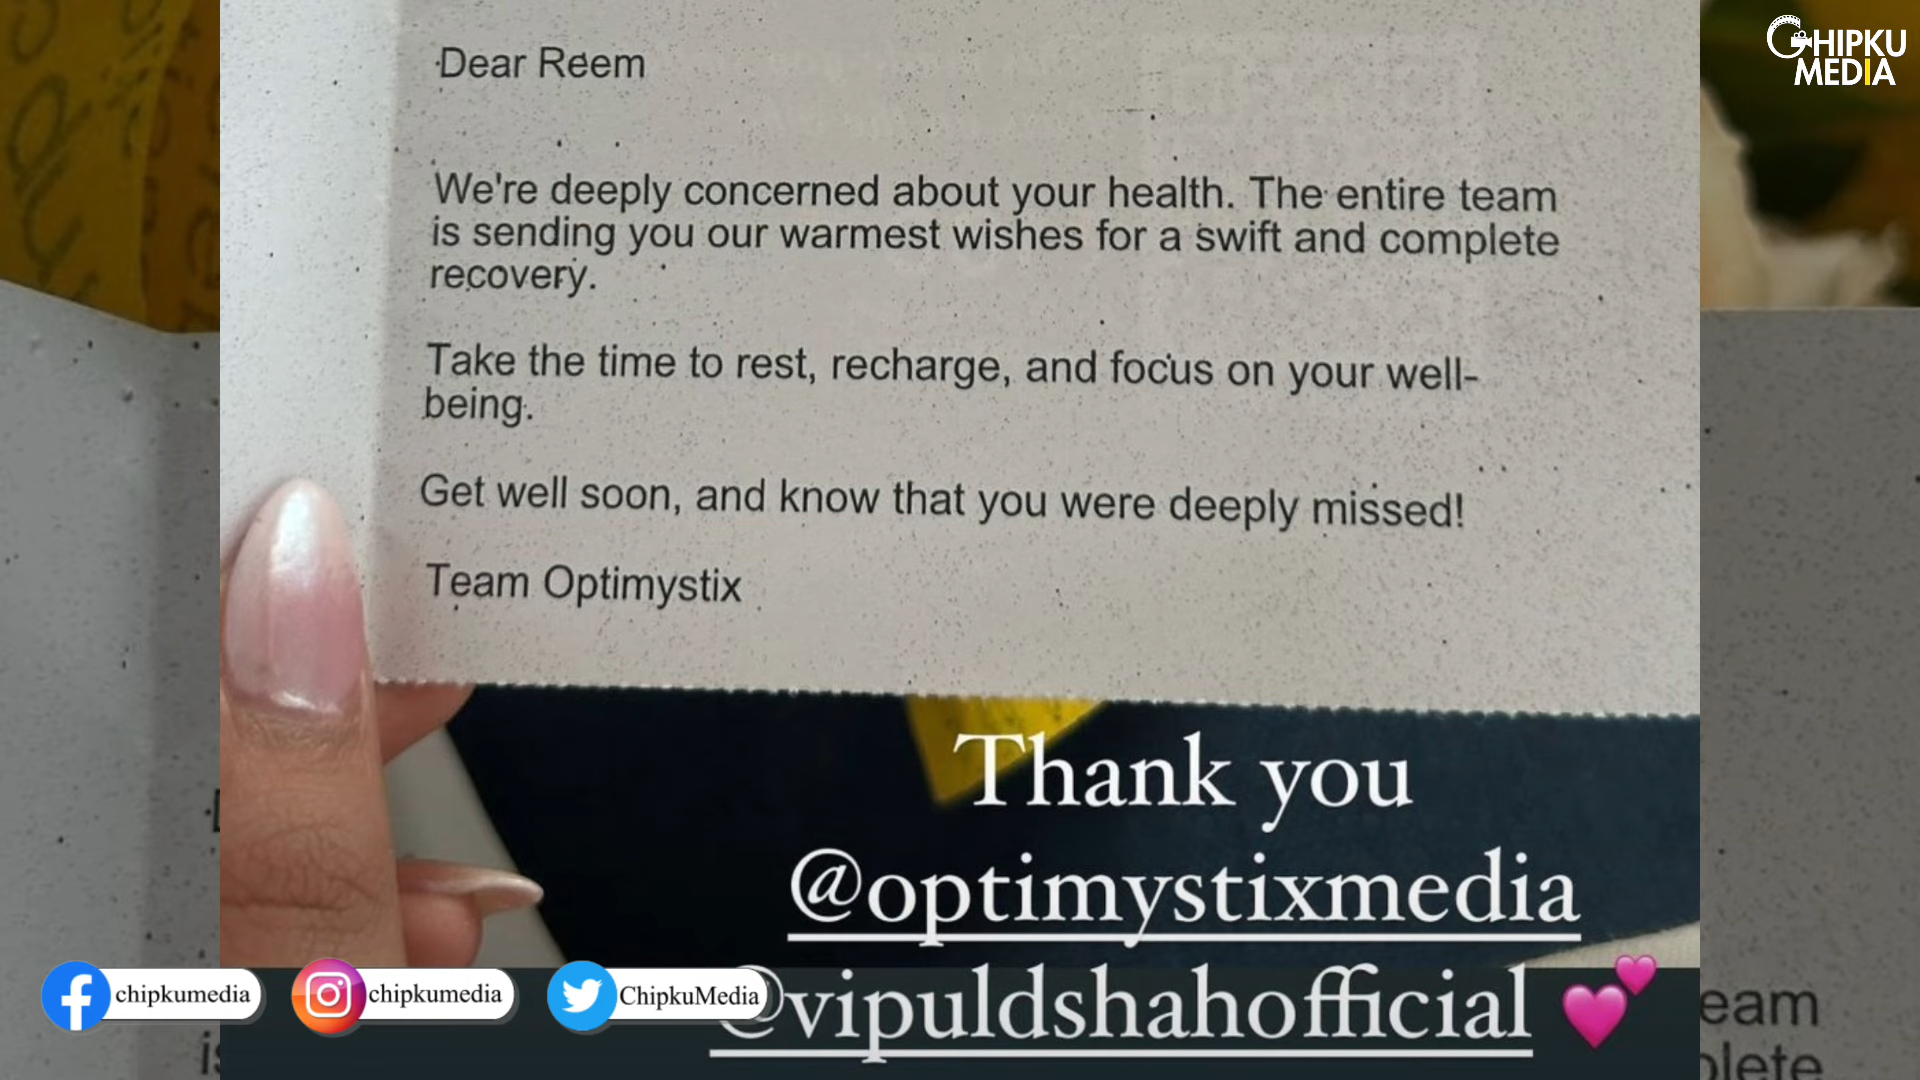 CHIPKU
MEDIA
Dear Reem
We're deeply concerned about your health. The entire team
is sending you our warmest wishes for a swift and complete
recovery.
Take the time to rest, recharge, and focus on your well-
being.
Get well soon, and know that you were deeply missed!
Team Optimystix
Thank you
@optimystixmedia
@vipuldshahofficial 💕
chipkumedia
chipkumedia
ChipkuMedia
eam
plete